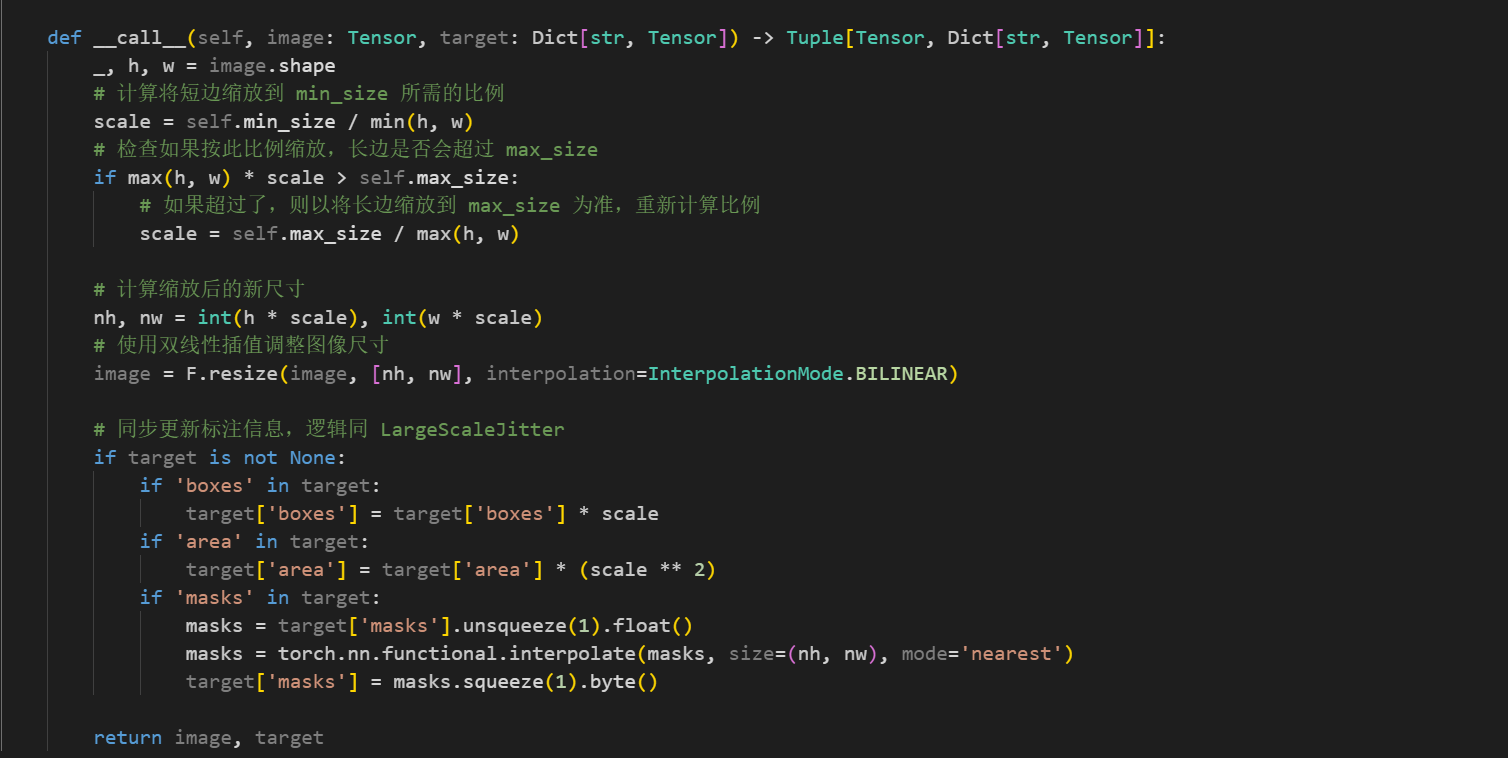 def __call__(self, image: Tensor, target: Dict[str, Tensor]) -> Tuple[Tensor, Dict[str, Tensor]]:
    _, h, w = image.shape
    # 计算将短边缩放到 min_size 所需的比例
    scale = self.min_size / min(h, w)
    # 检查如果按此比例缩放，长边是否会超过 max_size
    if max(h, w) * scale > self.max_size:
        # 如果超过了，则以将长边缩放到 max_size 为准，重新计算比例
        scale = self.max_size / max(h, w)

    # 计算缩放后的新尺寸
    nh, nw = int(h * scale), int(w * scale)
    # 使用双线性插值调整图像尺寸
    image = F.resize(image, [nh, nw], interpolation=InterpolationMode.BILINEAR)

    # 同步更新标注信息，逻辑同 LargeScaleJitter
    if target is not None:
        if 'boxes' in target:
            target['boxes'] = target['boxes'] * scale
        if 'area' in target:
            target['area'] = target['area'] * (scale ** 2)
        if 'masks' in target:
            masks = target['masks'].unsqueeze(1).float()
            masks = torch.nn.functional.interpolate(masks, size=(nh, nw), mode='nearest')
            target['masks'] = masks.squeeze(1).byte()

    return image, target